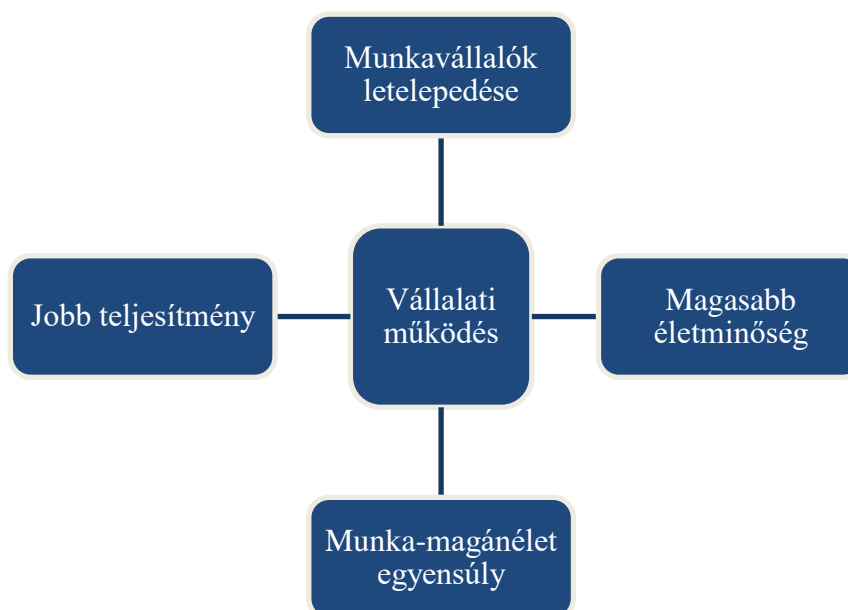 Munkavállalók
letelepedése
Jobb teljesítmény
Vállalati
működés
Magasabb
életminőség
Munka-magánélet
egyensúly